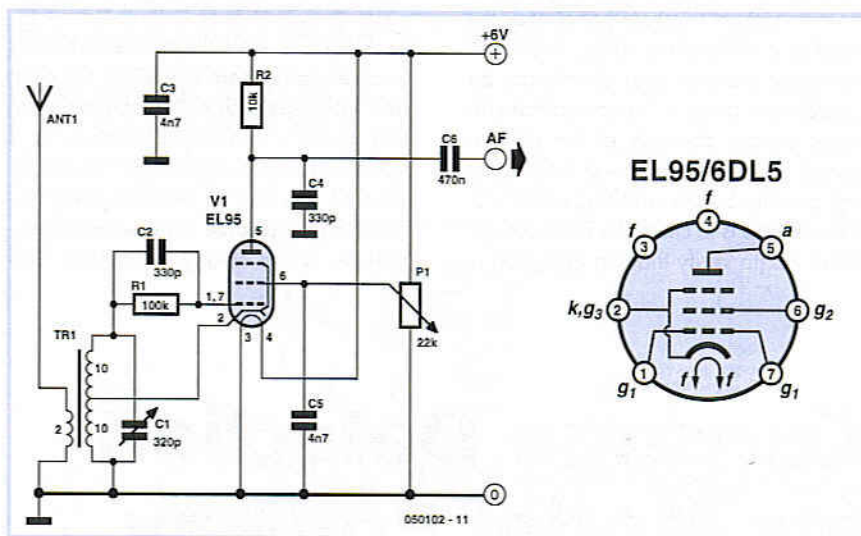 +6V
+
R2
10k
C3
4n7
ANT1
C6
470n
AF
V1
EL95
C4
330p
5
C2
330p
R1
100k
1,7
6
2
3
4
P1
22k
TR1
10
10
2
C1
320p
C5
4n7
0
050102 - 11
EL95/6DL5
f
4
f
3
5
a
k,g3
2
6
g2
1
g1
f
f
7
g1